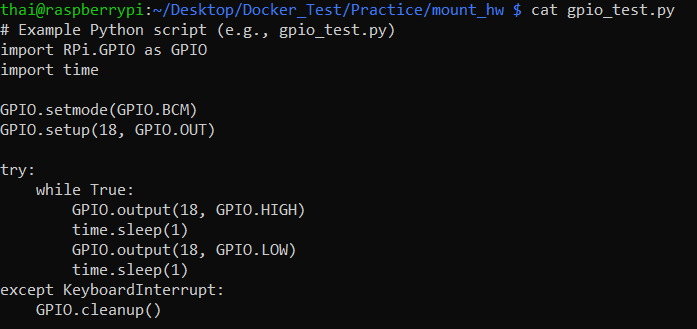 thai@raspberrypi:~/Desktop/Docker_Test/Practice/mount_hw $ cat gpio_test.py
# Example Python script (e.g., gpio_test.py)
import RPi.GPIO as GPIO
import time

GPIO.setmode(GPIO.BCM)
GPIO.setup(18, GPIO.OUT)

try:
    while True:
        GPIO.output(18, GPIO.HIGH)
        time.sleep(1)
        GPIO.output(18, GPIO.LOW)
        time.sleep(1)
except KeyboardInterrupt:
    GPIO.cleanup()